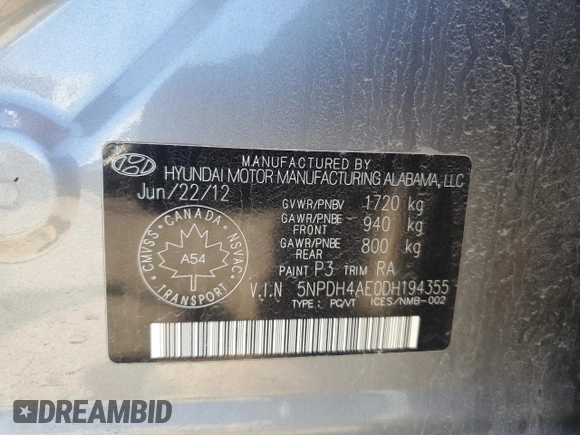 MANUFACTURED BY
HYUNDAI MOTOR MANUFACTURING ALABAMA, LLC
Jun/22/12
GVWR/PNBV 1720 kg
GAWR/PNBE FRONT 940 kg
GAWR/PNBE REAR 800 kg
PAINT P3 TRIM RA
V.I.N 5NPDH4AE0DH194355
TYPE : PC/VT ICES/NMB-002
CMVSS CANADA NSVAC
A54
TRANSPORT
DREAMBID